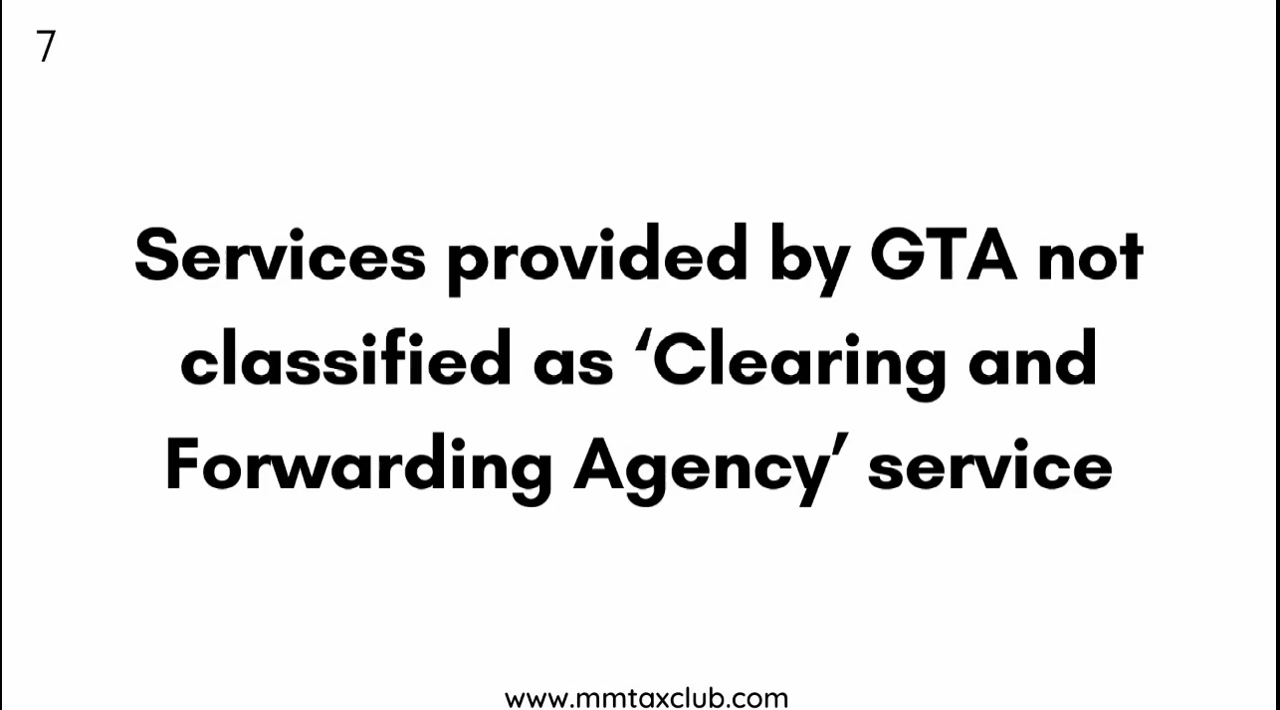 7
Services provided by GTA not
classified as ‘Clearing and
Forwarding Agency’ service
www.mmtaxclub.com